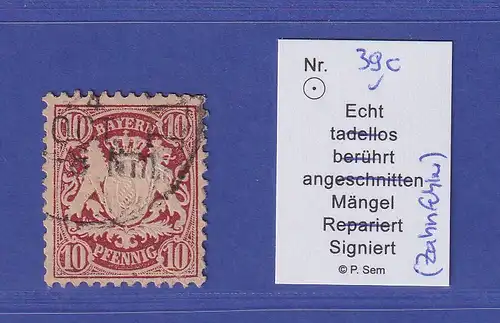 10 BAYERN 10
10 PFENNIG 10
Nr. 39c
Echt
tadellos
berührt
angeschnitten
Mängel
Repariert
Signiert
(Zahnfehler)
© P. Sem